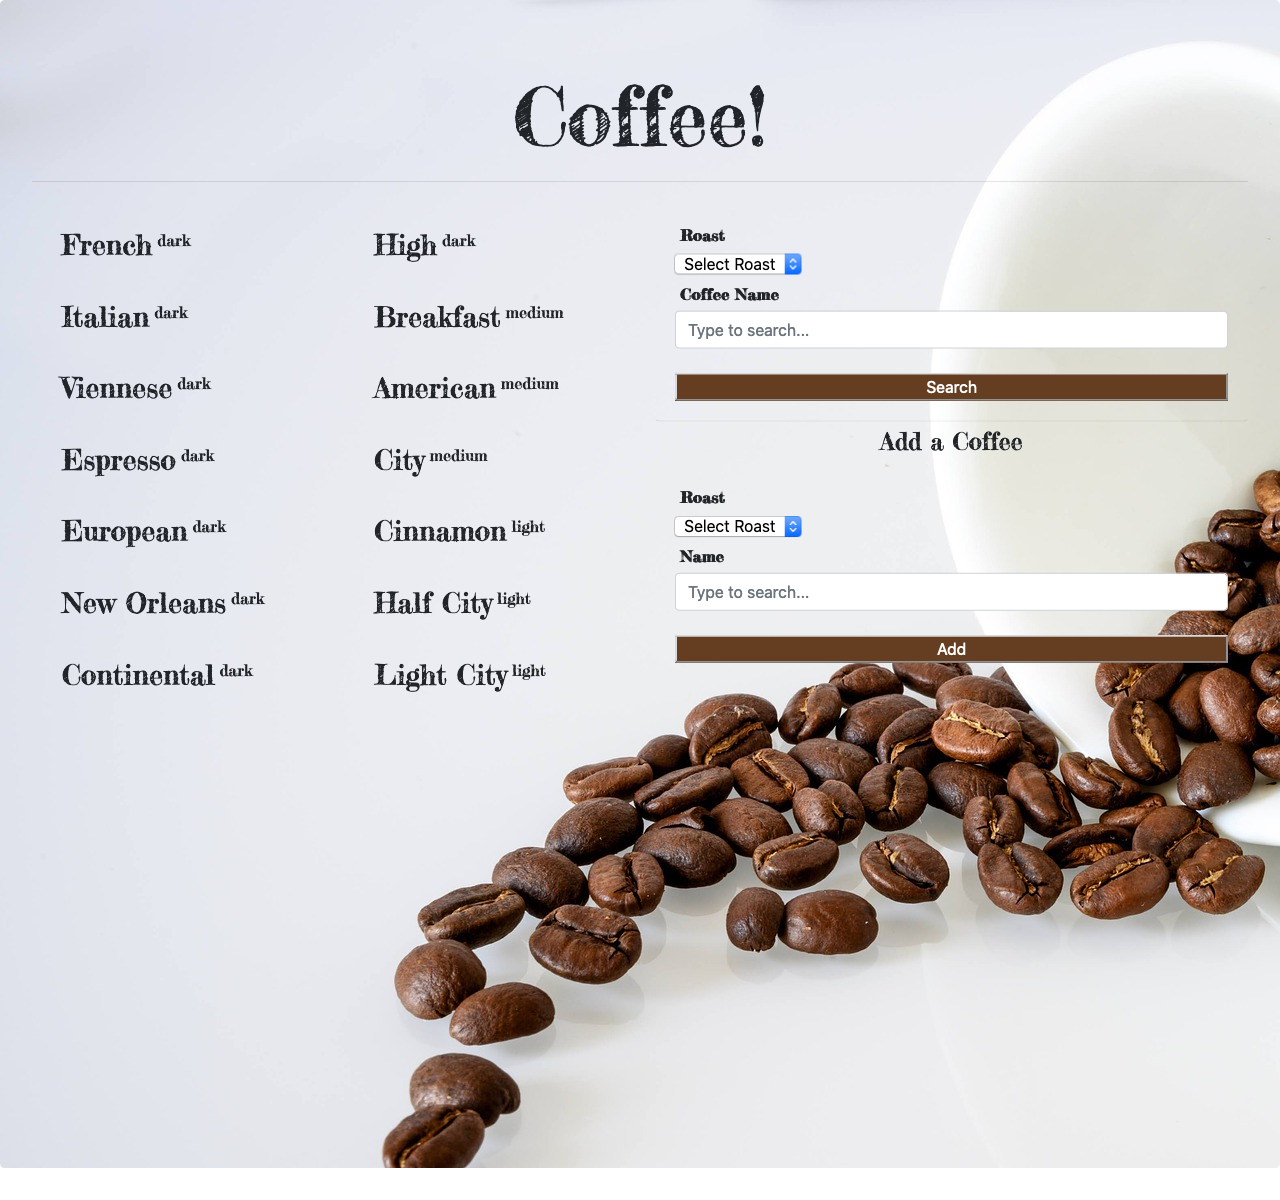 Coffee!
French dark
High dark
Italian dark
Breakfast medium
Viennese dark
American medium
Espresso dark
City medium
European dark
Cinnamon light
New Orleans dark
Half City light
Continental dark
Light City light
Roast
Select Roast
Coffee Name
Type to search...
Search
Add a Coffee
Roast
Select Roast
Name
Type to search...
Add